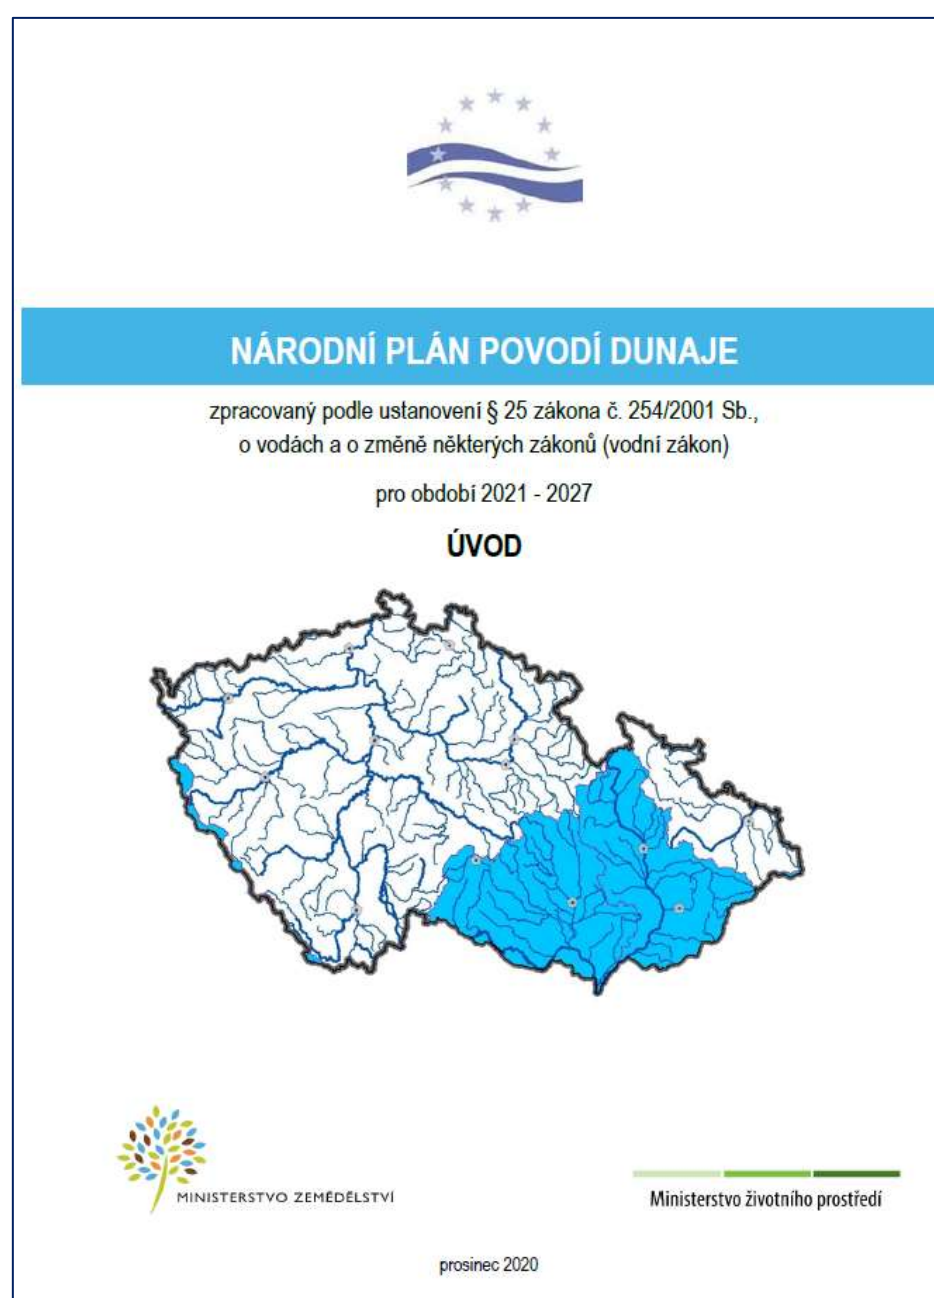 NÁRODNÍ PLÁN POVODÍ DUNAJE
zpracovaný podle ustanovení § 25 zákona č. 254/2001 Sb.,
o vodách a o změně některých zákonů (vodní zákon)
pro období 2021 - 2027
ÚVOD
MINISTERSTVO ZEMĚDĚLSTVÍ
Ministerstvo životního prostředí
prosinec 2020